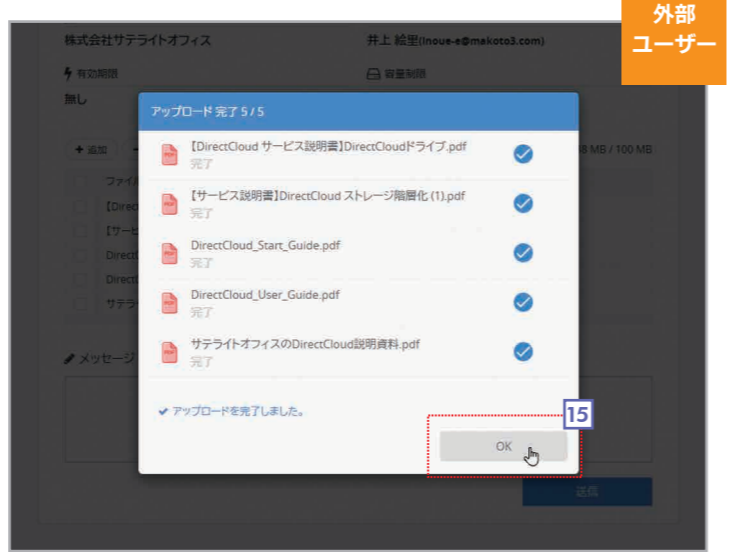 外部
ユーザー
株式会社サテライトオフィス
井上 絵里(Inoue-e@makoto3.com)
有効期限
容量制限
無し
アップロード 完了 5 / 5
+ 追加
8 MB / 100 MB
【DirectCloud サービス説明書】DirectCloudドライブ.pdf
完了
ファイル
【サービス説明書】DirectCloud ストレージ階層化 (1).pdf
完了
【Direc
【サービ
DirectCloud_Start_Guide.pdf
完了
Direct
Direct
DirectCloud_User_Guide.pdf
完了
サテラ
サテライトオフィスのDirectCloud説明資料.pdf
完了
メッセージ
アップロードを完了しました。
15
OK
送信